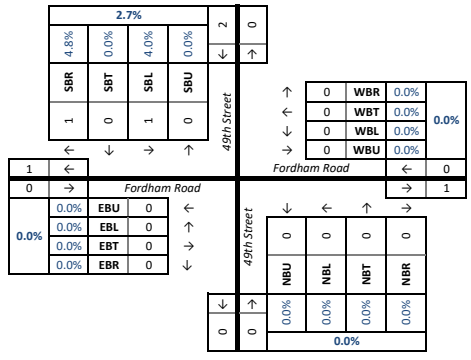 2.7%
2
0
4.8%
0.0%
4.0%
0.0%
↓
↑
SBR
SBT
SBL
SBU
49th Street
1
0
1
0
← ↓ → ↑
↑ 0 WBR 0.0%
← 0 WBT 0.0%
↓ 0 WBL 0.0%
→ 0 WBU 0.0%
0.0%
1 ←
Fordham Road
← 0
0 →
Fordham Road
→ 1
0.0%
0.0% EBU 0 ←
0.0% EBL 0 ↑
0.0% EBT 0 →
0.0% EBR 0 ↓
49th Street
↓ ← ↑ →
0
0
0
0
NBU
NBL
NBT
NBR
↓
↑
0.0%
0.0%
0.0%
0.0%
0
0
0.0%